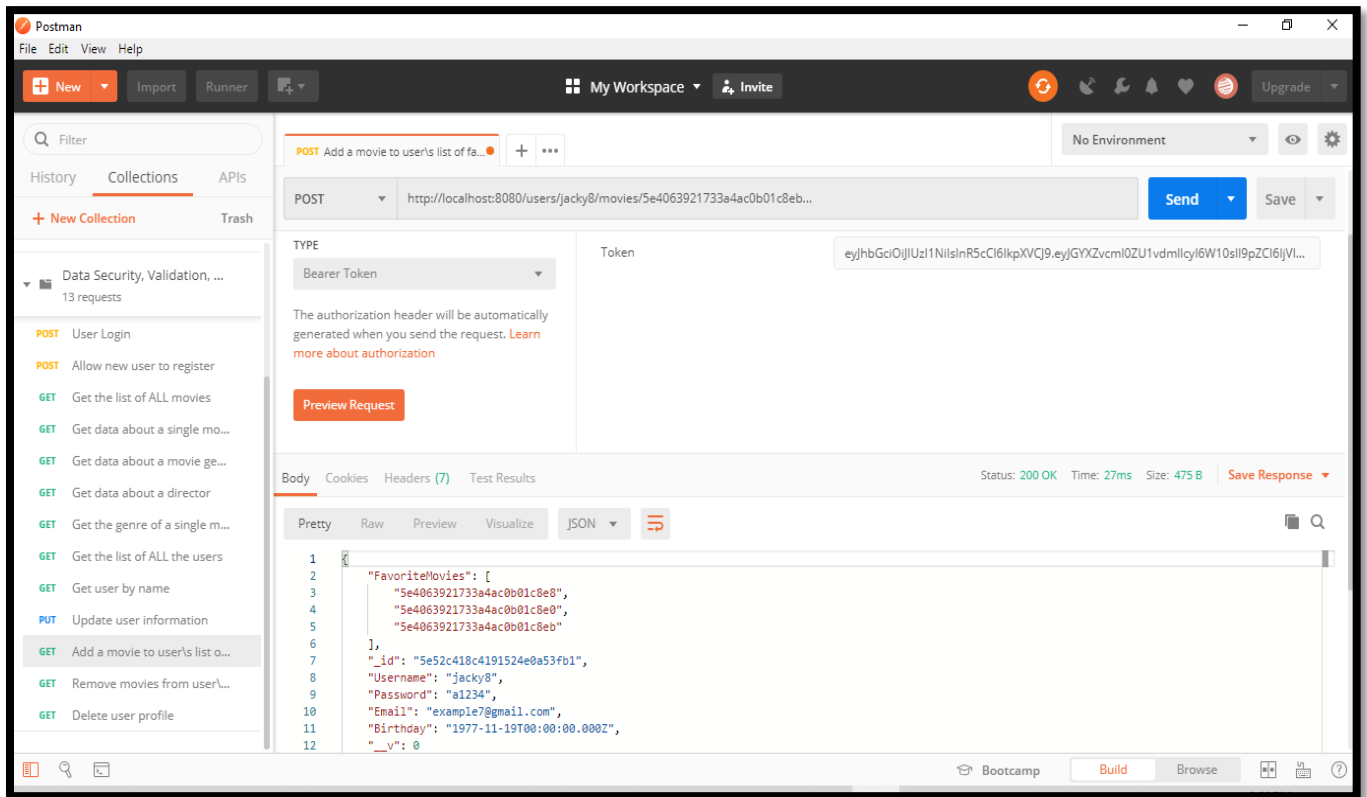 Postman
File Edit View Help
New Import Runner My Workspace Invite Upgrade
Filter
History Collections APIs
New Collection Trash
Data Security, Validation, ...
13 requests
POST User Login
POST Allow new user to register
GET Get the list of ALL movies
GET Get data about a single mo...
GET Get data about a movie ge...
GET Get data about a director
GET Get the genre of a single m...
GET Get the list of ALL the users
GET Get user by name
PUT Update user information
GET Add a movie to user\s list o...
GET Remove movies from user\...
GET Delete user profile
POST Add a movie to user\s list of fa... + •••
No Environment
POST http://localhost:8080/users/jacky8/movies/5e4063921733a4ac0b01c8eb... Send Save
TYPE
Bearer Token
The authorization header will be automatically
generated when you send the request. Learn
more about authorization
Preview Request
Token
Body Cookies Headers (7) Test Results Status: 200 OK Time: 27ms Size: 475 B Save Response
Pretty Raw Preview Visualize JSON
1 {
2 "FavoriteMovies": [
3 "5e4063921733a4ac0b01c8e8",
4 "5e4063921733a4ac0b01c8e0",
5 "5e4063921733a4ac0b01c8eb"
6 ],
7 "_id": "5e52c418c4191524e0a53fb1",
8 "Username": "jacky8",
9 "Password": "a1234",
10 "Email": "example7@gmail.com",
11 "Birthday": "1977-11-19T00:00:00.000Z",
12 "__v": 0
Bootcamp Build Browse